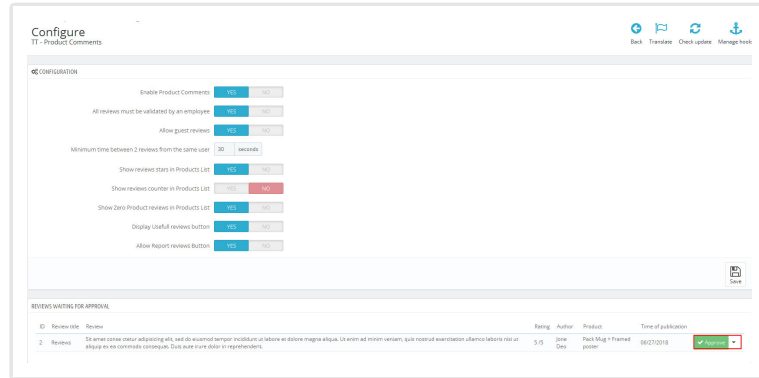 Configure
TT - Product Comments
Back Translate Check update Manage hooks
CONFIGURATION
Enable Product Comments YES NO
All reviews must be validated by an employee YES NO
Allow guest reviews YES NO
Minimum time between 2 reviews from the same user 30 seconds
Show reviews stars in Products List YES NO
Show reviews counter in Products List YES NO
Show Zero Product reviews in Products List YES NO
Display Usefull reviews button YES NO
Allow Report reviews Button YES NO
Save
REVIEWS WAITING FOR APPROVAL
ID Review title Review Rating Author Product Time of publication
2 Reviews Sit amet conse ctetur adipisicing elit, sed do eiusmod tempor incididunt ut labore et dolore magna aliqua. Ut enim ad minim veniam, quis nostrud exercitation ullamco laboris nisi ut 5 /5 Jone Pack Mug + Framed 06/27/2018 Approve
aliquip ex ea commodo consequat. Duis aute irure dolor in reprehenderit. Deo poster